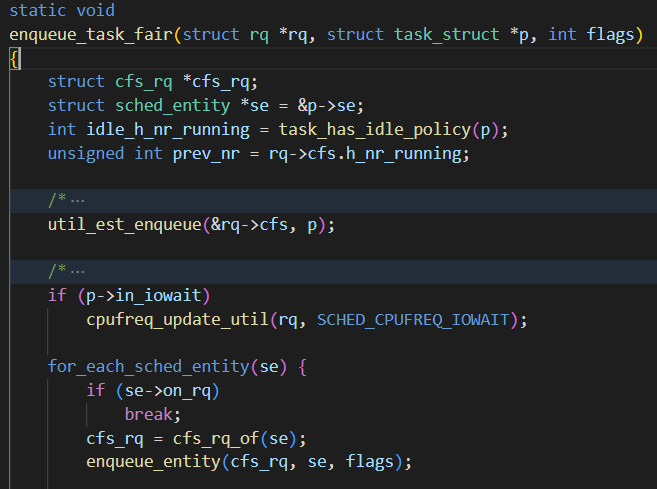 static void
enqueue_task_fair(struct rq *rq, struct task_struct *p, int flags)
{
    struct cfs_rq *cfs_rq;
    struct sched_entity *se = &p->se;
    int idle_h_nr_running = task_has_idle_policy(p);
    unsigned int prev_nr = rq->cfs.h_nr_running;

    /* ···
    util_est_enqueue(&rq->cfs, p);

    /* ···
    if (p->in_iowait)
        cpufreq_update_util(rq, SCHED_CPUFREQ_IOWAIT);

    for_each_sched_entity(se) {
        if (se->on_rq)
            break;
        cfs_rq = cfs_rq_of(se);
        enqueue_entity(cfs_rq, se, flags);